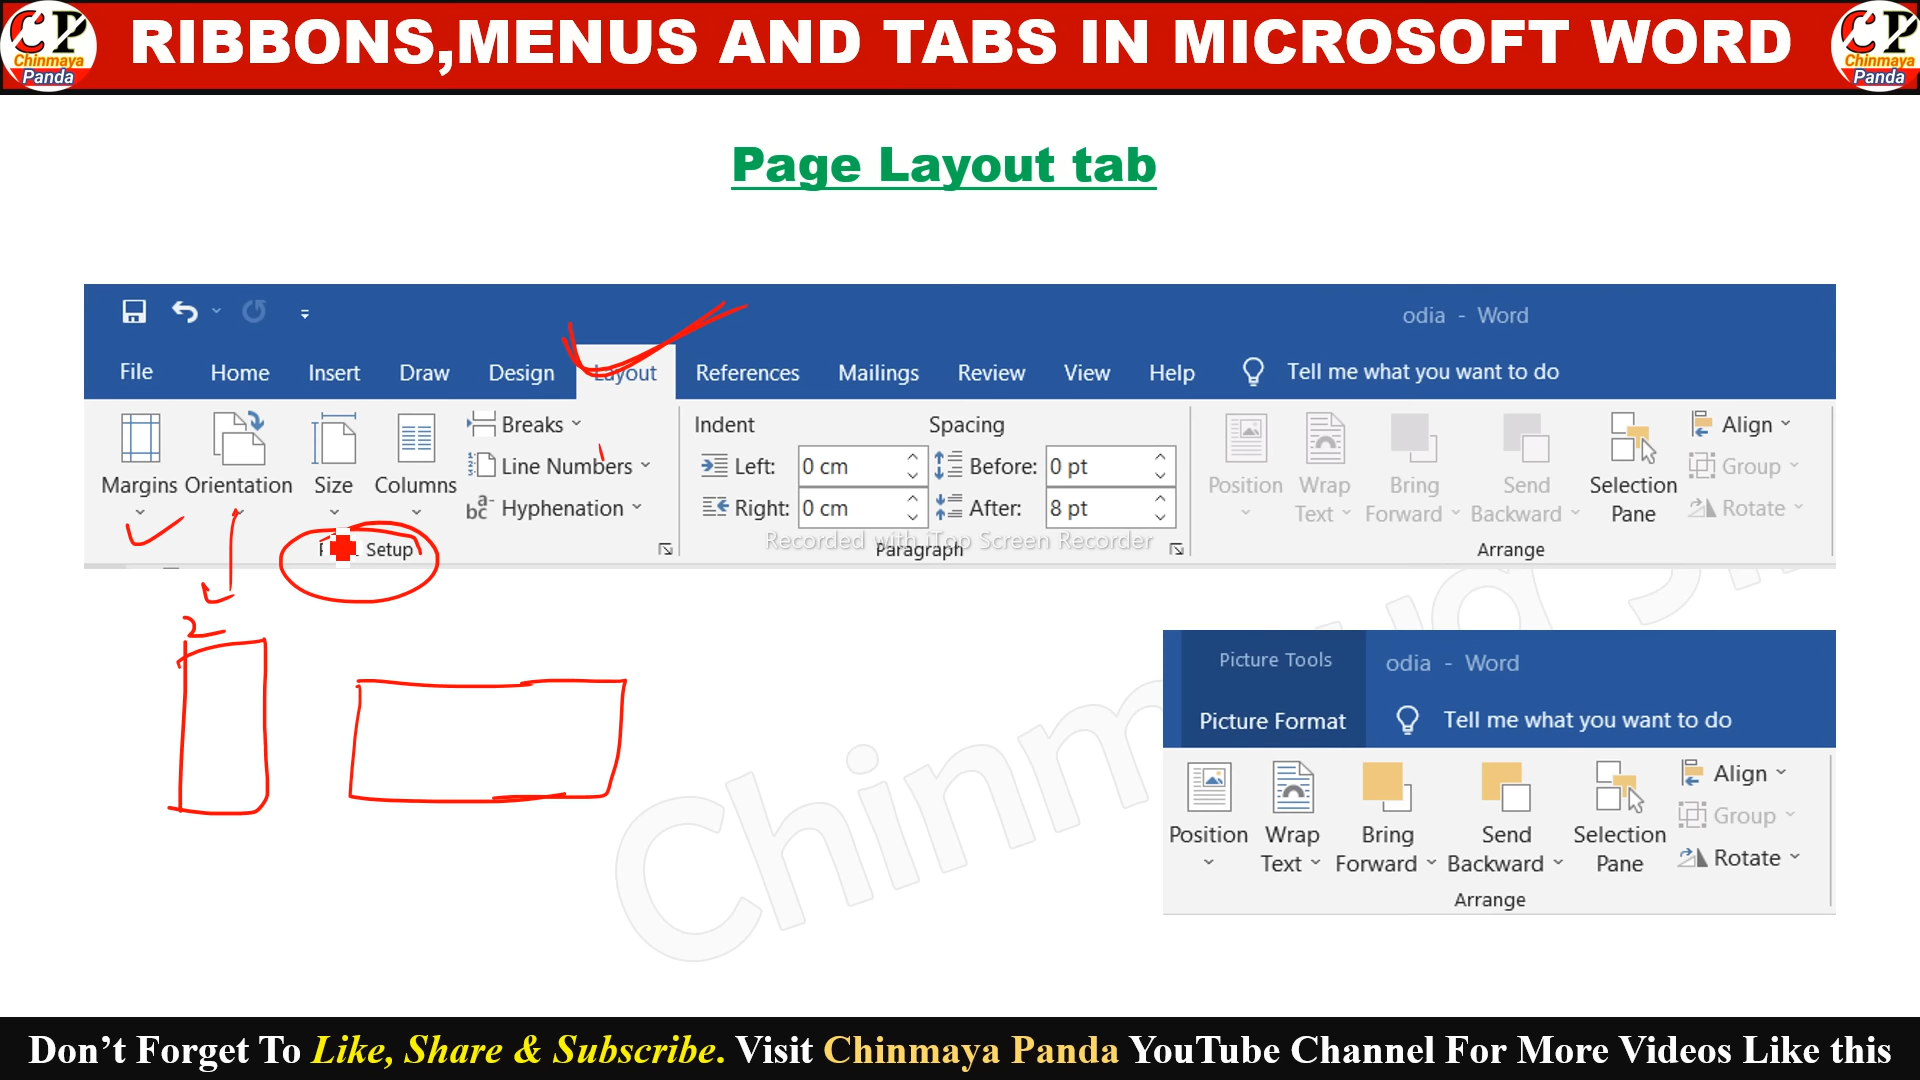 CP RIBBONS,MENUS AND TABS IN MICROSOFT WORD CP
Chinmaya Panda
Chinmaya Panda
Page Layout tab
odia - Word
File Home Insert Draw Design Layout References Mailings Review View Help Tell me what you want to do
Margins Orientation Size Columns
Breaks
Line Numbers
Hyphenation
Setup
Indent Spacing
Left: 0 cm Before: 0 pt
Right: 0 cm After: 8 pt
Paragraph
Recorded with iTop Screen Recorder
Position Wrap Text Bring Forward Send Backward Selection Pane
Align
Group
Rotate
Arrange
2
Picture Tools odia - Word
Picture Format Tell me what you want to do
Position Wrap Text Bring Forward Send Backward Selection Pane
Align
Group
Rotate
Arrange
Don’t Forget To Like, Share & Subscribe. Visit Chinmaya Panda YouTube Channel For More Videos Like this